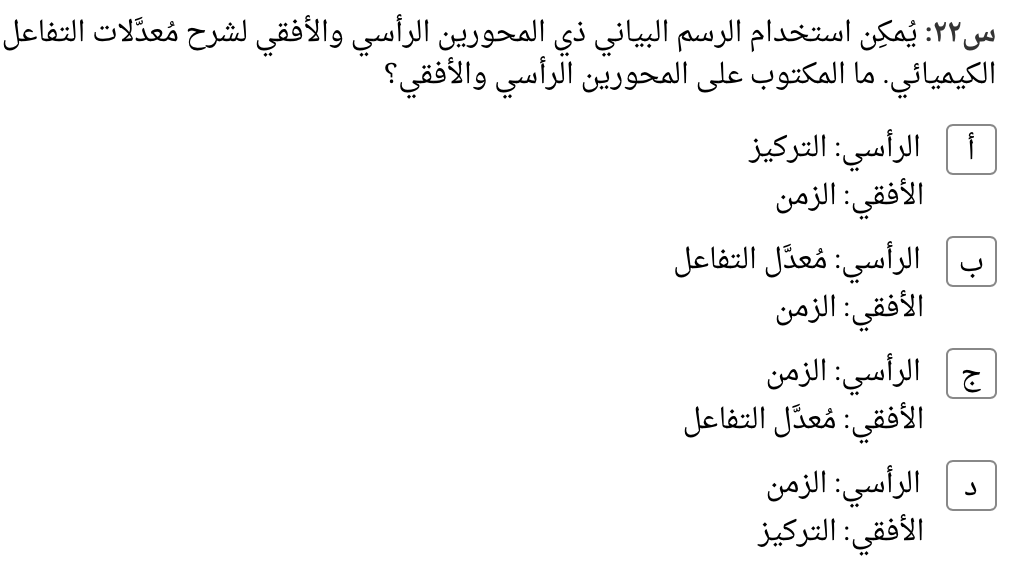 س٢٢: يُمكِن استخدام الرسم البياني ذي المحورين الرأسي والأفقي لشرح مُعدَّلات التفاعل
الكيميائي. ما المكتوب على المحورين الرأسي والأفقي؟
أ الرأسي: التركيز
الأفقي: الزمن
ب الرأسي: مُعدَّل التفاعل
الأفقي: الزمن
ج الرأسي: الزمن
الأفقي: مُعدَّل التفاعل
د الرأسي: الزمن
الأفقي: التركيز